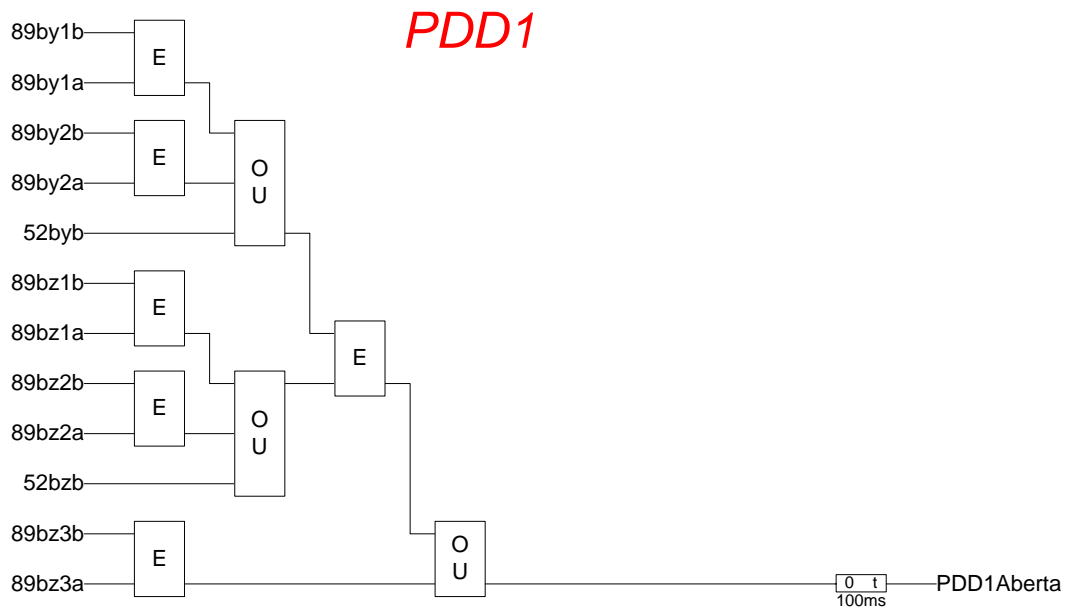 PDD1
89by1b
E
89by1a
89by2b
E
89by2a
O
U
52byb
89bz1b
E
89bz1a
E
89bz2b
E
89bz2a
O
U
52bzb
89bz3b
E
89bz3a
O
U
0 t
100ms
PDD1Aberta